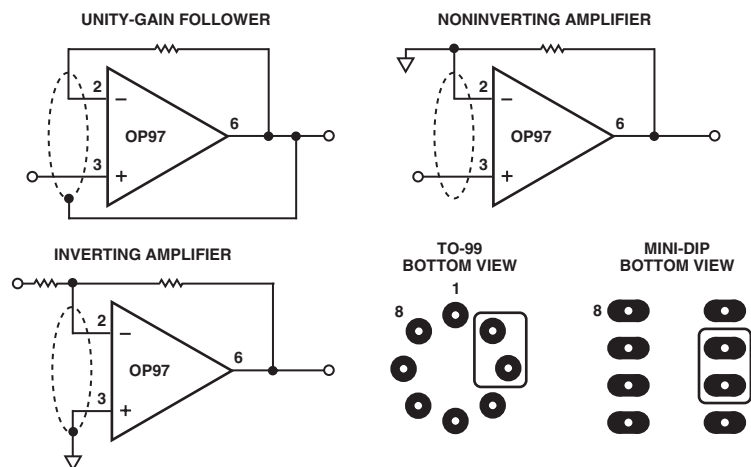 UNITY-GAIN FOLLOWER
2
−
OP97
6
3
+
NONINVERTING AMPLIFIER
2
−
OP97
6
3
+
INVERTING AMPLIFIER
2
−
OP97
6
3
+
TO-99
BOTTOM VIEW
1
8
MINI-DIP
BOTTOM VIEW
8